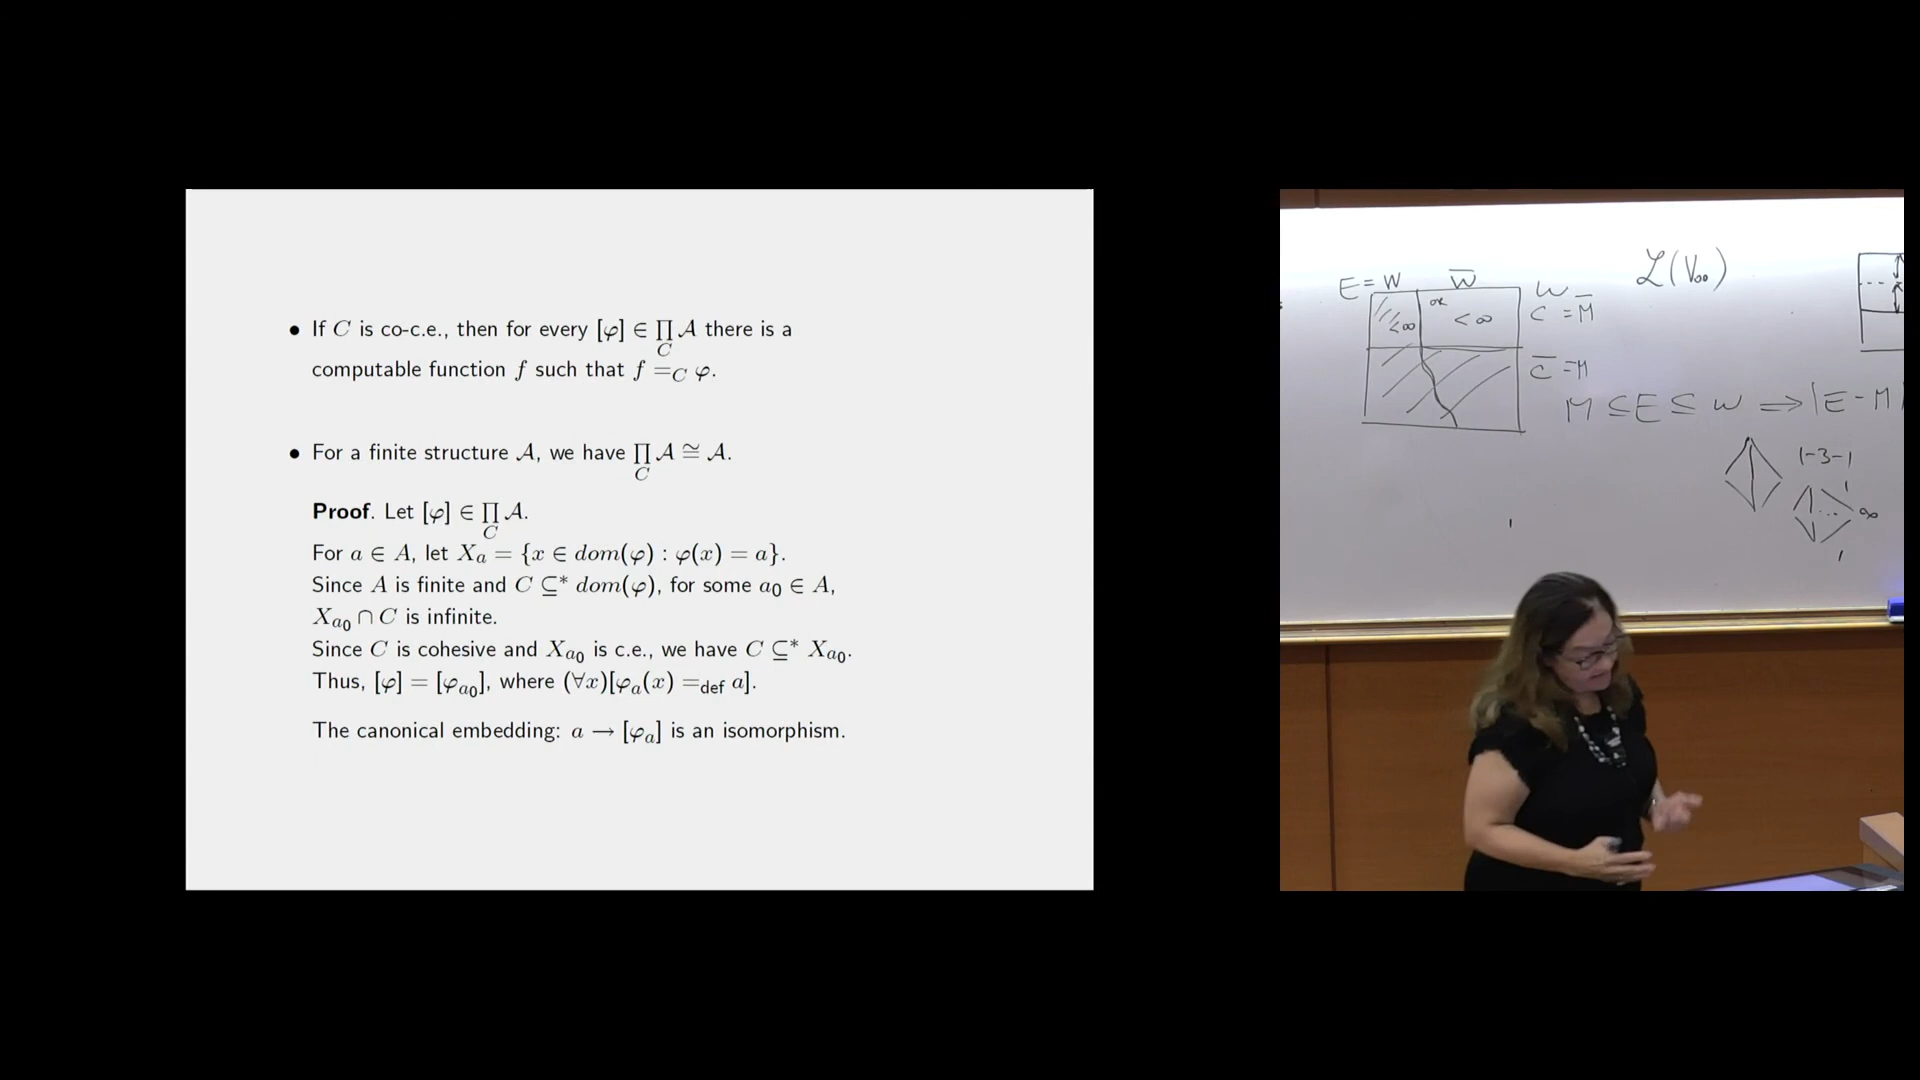 • If C is co-c.e., then for every [φ] ∈ ∏_C 𝒜 there is a
computable function f such that f =_C φ.
• For a finite structure 𝒜, we have ∏_C 𝒜 ≅ 𝒜.
Proof. Let [φ] ∈ ∏_C 𝒜.
For a ∈ A, let X_a = {x ∈ dom(φ) : φ(x) = a}.
Since A is finite and C ⊆* dom(φ), for some a_0 ∈ A,
X_{a_0} ∩ C is infinite.
Since C is cohesive and X_{a_0} is c.e., we have C ⊆* X_{a_0}.
Thus, [φ] = [φ_{a_0}], where (∀x)[φ_a(x) =_def a].
The canonical embedding: a → [φ_a] is an isomorphism.
ℒ(V_∞)
E = W W̅ ω
or
<∞ <∞ C = M̅
C̅ = M
M ⊆ E ⊆ ω ⟹ |E − M|
1-3-1
1
... ∞
1